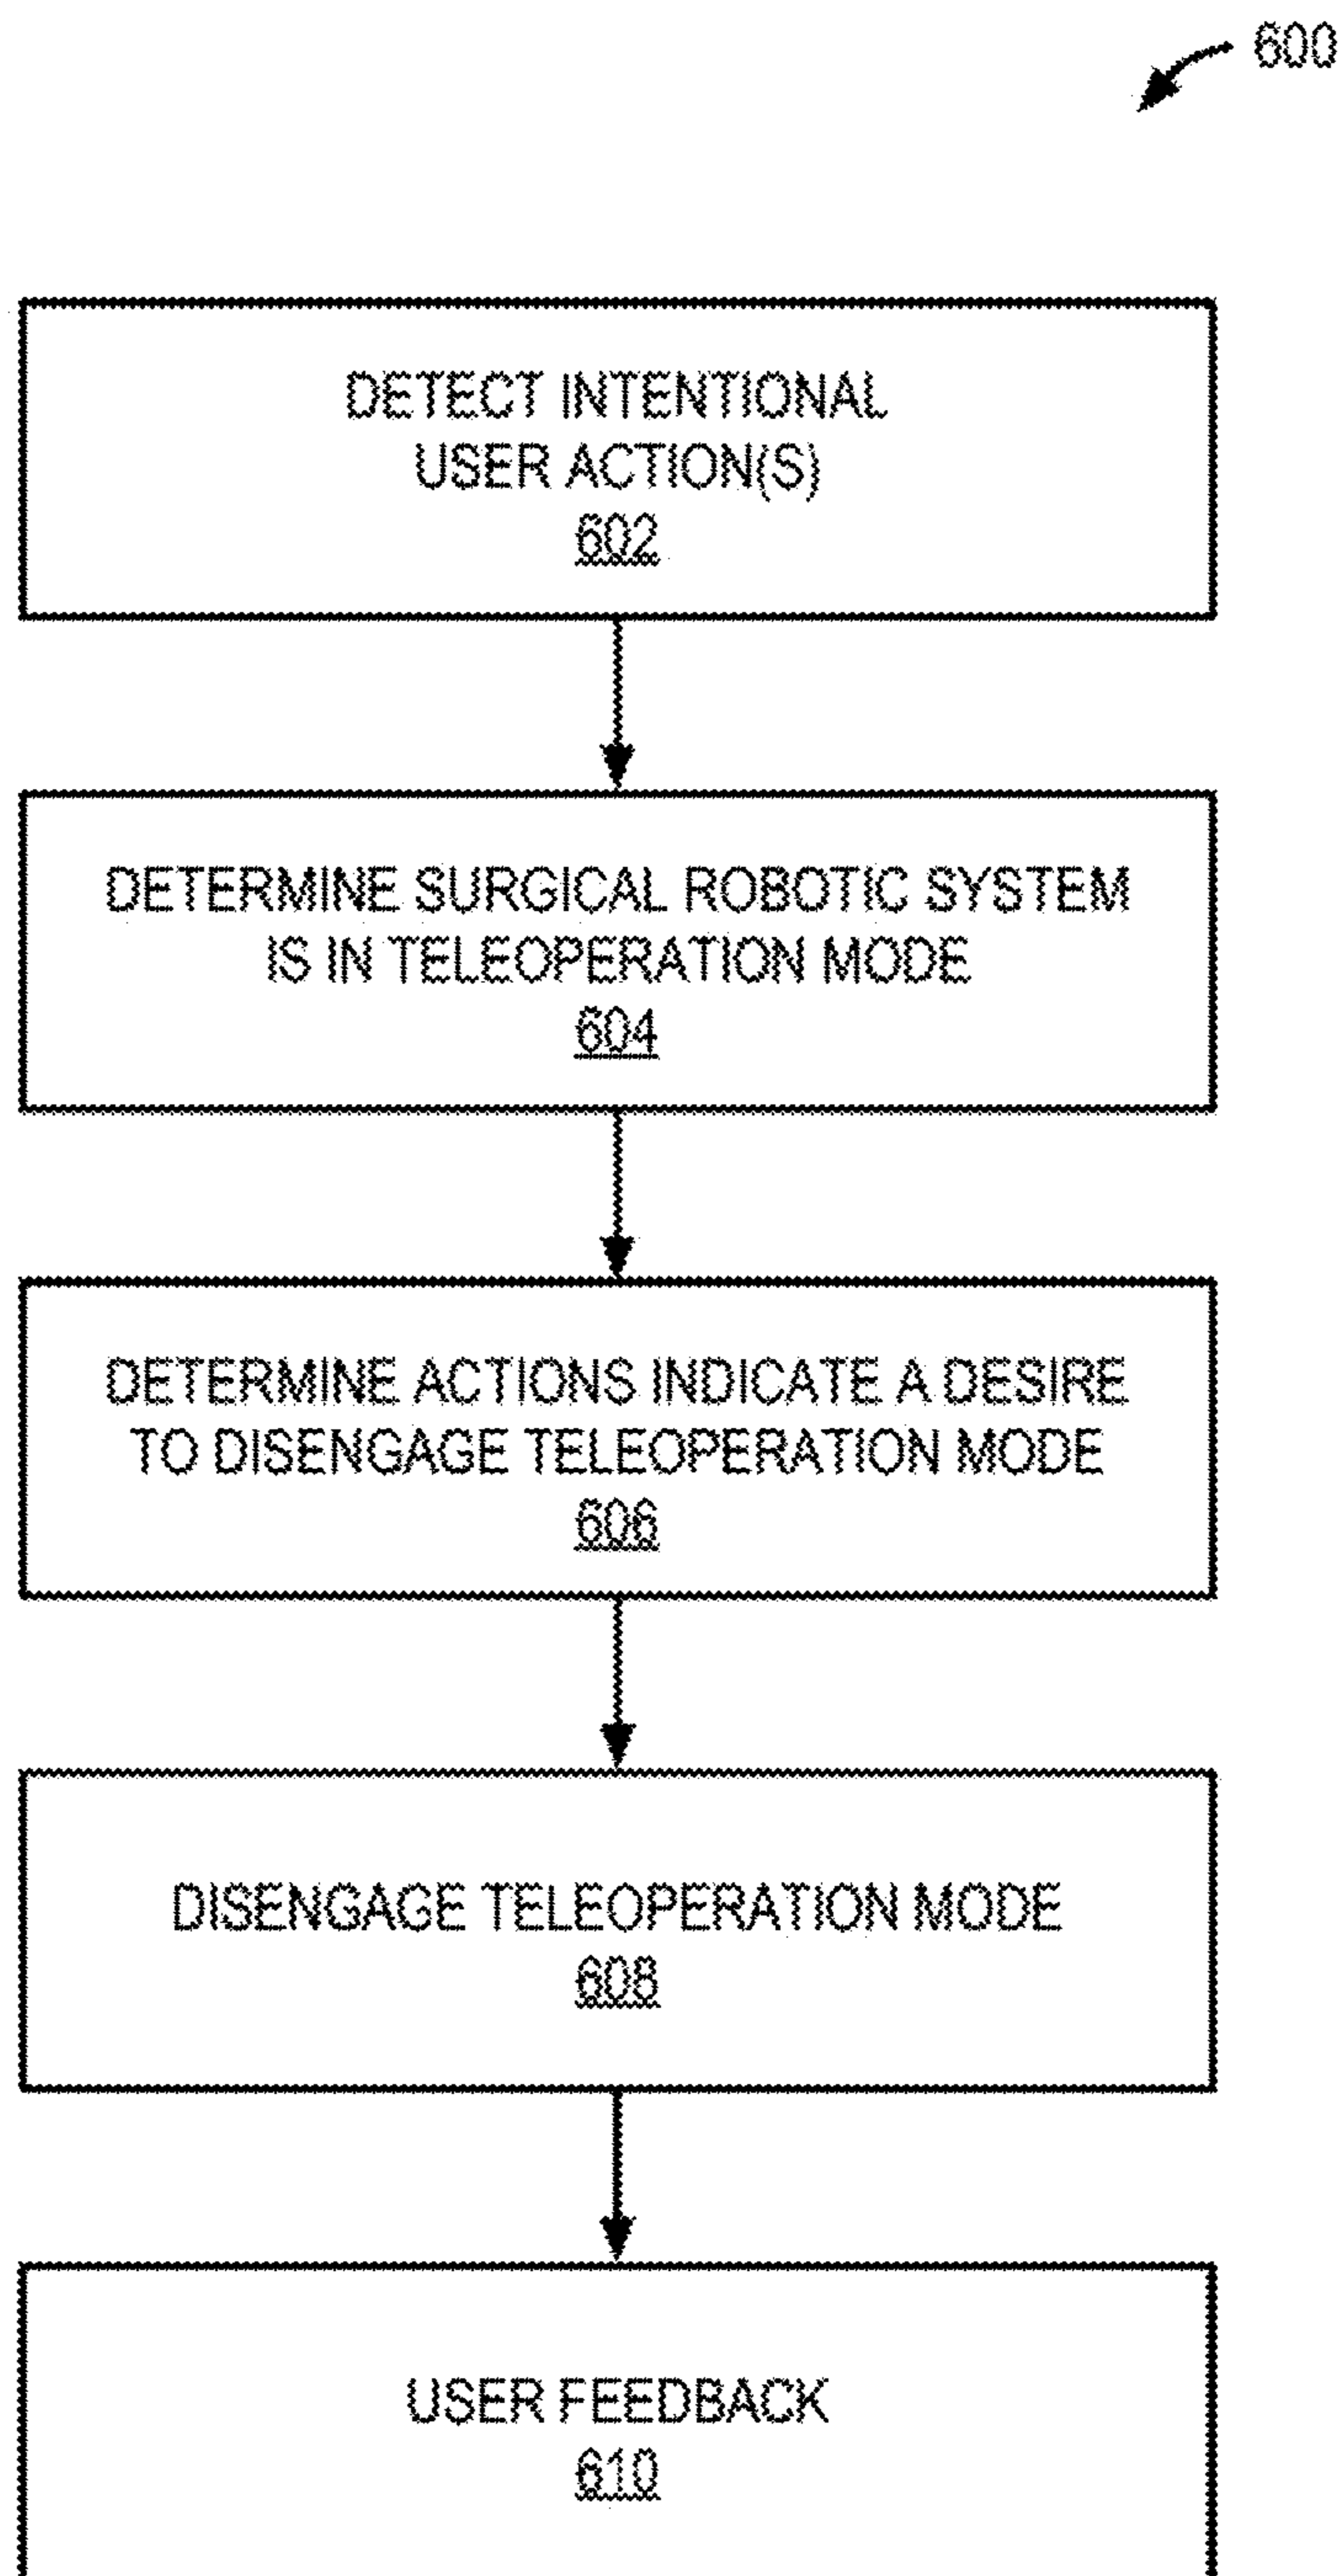 600
DETECT INTENTIONAL
USER ACTION(S)
602
DETERMINE SURGICAL ROBOTIC SYSTEM
IS IN TELEOPERATION MODE
604
DETERMINE ACTIONS INDICATE A DESIRE
TO DISENGAGE TELEOPERATION MODE
606
DISENGAGE TELEOPERATION MODE
608
USER FEEDBACK
610